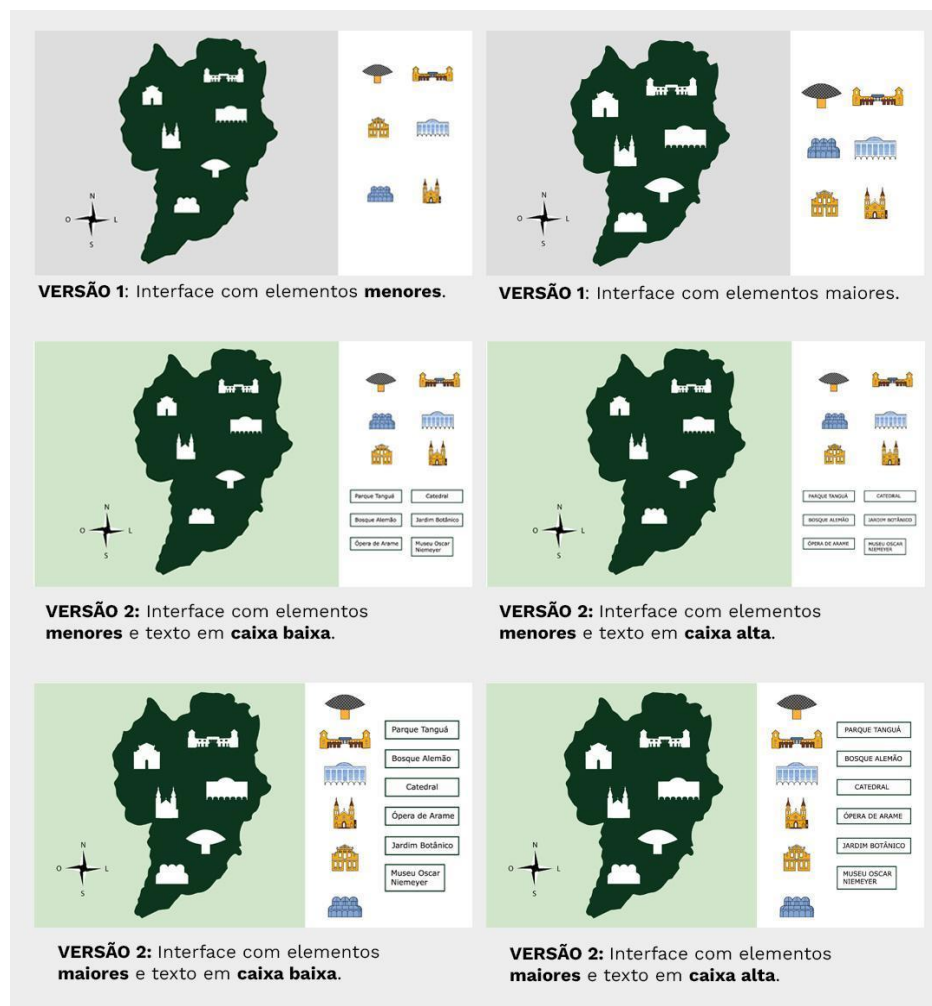 N
O L
S
N
O L
S
VERSÃO 1: Interface com elementos menores.
VERSÃO 1: Interface com elementos maiores.
N
O L
S
Parque Tanguá Catedral
Bosque Alemão Jardim Botânico
Ópera de Arame Museu Oscar
Niemeyer
N
O L
S
PARQUE TANGUÁ CATEDRAL
BOSQUE ALEMÃO JARDIM BOTÂNICO
ÓPERA DE ARAME MUSEU OSCAR
NIEMEYER
VERSÃO 2: Interface com elementos
menores e texto em caixa baixa.
VERSÃO 2: Interface com elementos
menores e texto em caixa alta.
N
O L
S
Parque Tanguá
Bosque Alemão
Catedral
Ópera de Arame
Jardim Botânico
Museu Oscar
Niemeyer
N
O L
S
PARQUE TANGUÁ
BOSQUE ALEMÃO
CATEDRAL
ÓPERA DE ARAME
JARDIM BOTÂNICO
MUSEU OSCAR
NIEMEYER
VERSÃO 2: Interface com elementos
maiores e texto em caixa baixa.
VERSÃO 2: Interface com elementos
maiores e texto em caixa alta.